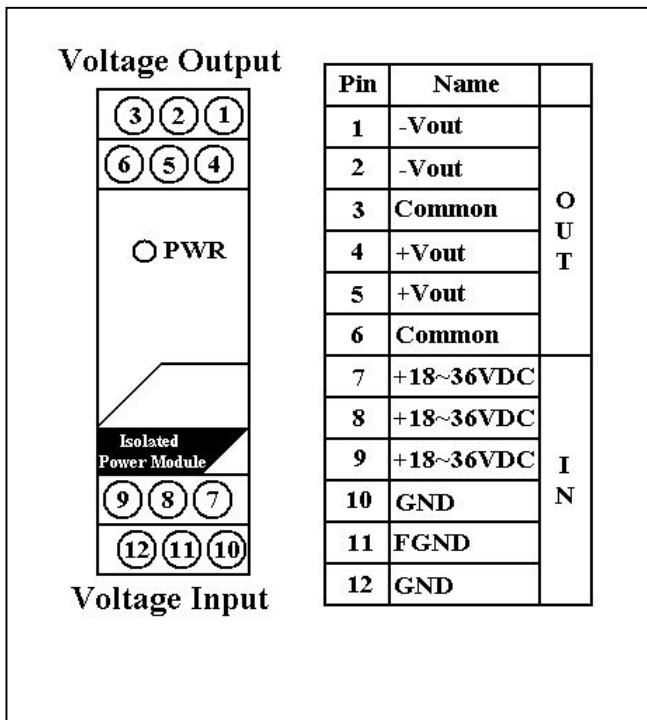 Voltage Output
3 2 1
6 5 4
PWR
Isolated
Power Module
9 8 7
12 11 10
Voltage Input
Pin Name
1 -Vout
2 -Vout
3 Common
4 +Vout
5 +Vout
6 Common
OUT
7 +18~36VDC
8 +18~36VDC
9 +18~36VDC
10 GND
11 FGND
12 GND
IN